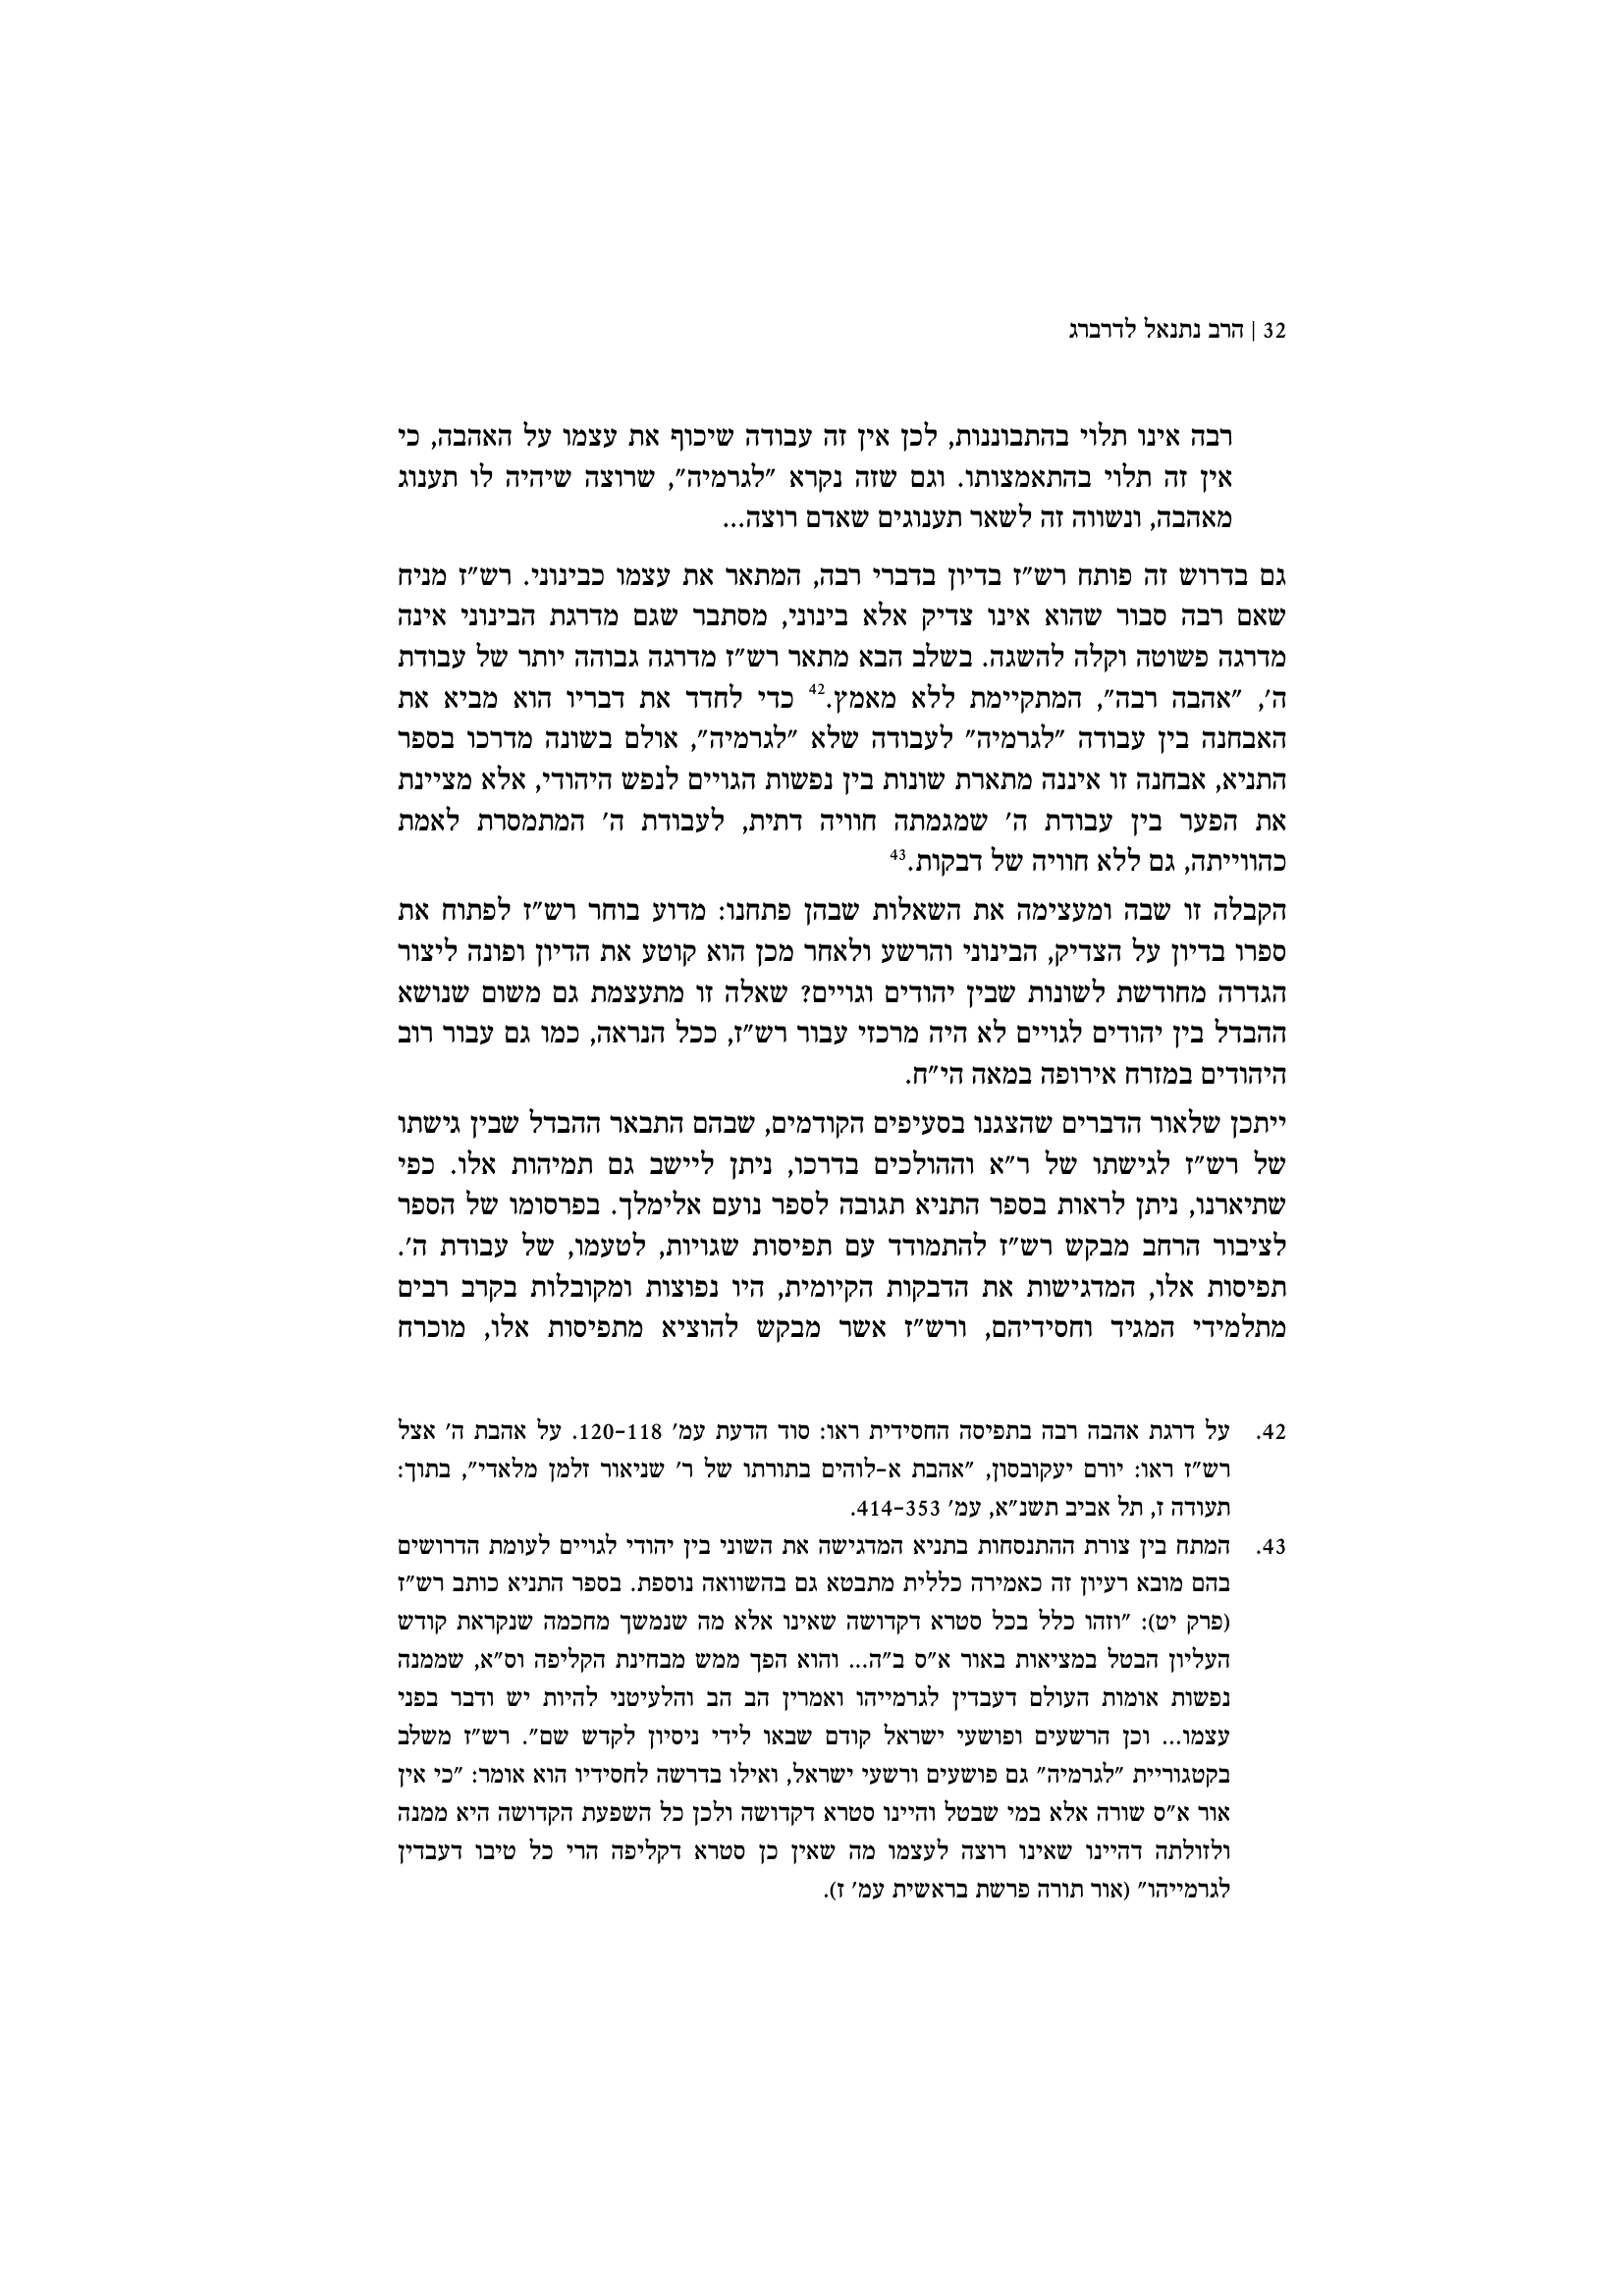 32 | הרב נתנאל לדרברג
רבה אינו תלוי בהתבוננות, לכן אין זה עבודה שיכוף את עצמו על האהבה, כי
אין זה תלוי בהתאמצותו. וגם שזה נקרא ״לגרמיה״, שרוצה שיהיה לו תענוג
מאהבה, ונשווה זה לשאר תענוגים שאדם רוצה...
גם בדרוש זה פותח רש״ז בדיון בדברי רבה, המתאר את עצמו כבינוני. רש״ז מניח
שאם רבה סבור שהוא אינו צדיק אלא בינוני, מסתבר שגם מדרגת הבינוני אינה
מדרגה פשוטה וקלה להשגה. בשלב הבא מתאר רש״ז מדרגה גבוהה יותר של עבודת
ה׳, ״אהבה רבה״, המתקיימת ללא מאמץ.42 כדי לחדד את דבריו הוא מביא את
האבחנה בין עבודה ״לגרמיה״ לעבודה שלא ״לגרמיה״, אולם בשונה מדרכו בספר
התניא, אבחנה זו איננה מתארת שונות בין נפשות הגויים לנפש היהודי, אלא מציינת
את הפער בין עבודת ה׳ שמגמתה חוויה דתית, לעבודת ה׳ המתמסרת לאמת
כהווייתה, גם ללא חוויה של דבקות.43
הקבלה זו שבה ומעצימה את השאלות שבהן פתחנו: מדוע בוחר רש״ז לפתוח את
ספרו בדיון על הצדיק, הבינוני והרשע ולאחר מכן הוא קוטע את הדיון ופונה ליצור
הגדרה מחודשת לשונות שבין יהודים וגויים? שאלה זו מתעצמת גם משום שנושא
ההבדל בין יהודים לגויים לא היה מרכזי עבור רש״ז, ככל הנראה, כמו גם עבור רוב
היהודים במזרח אירופה במאה הי״ח.
ייתכן שלאור הדברים שהצגנו בסעיפים הקודמים, שבהם התבאר ההבדל שבין גישתו
של רש״ז לגישתו של ר״א וההולכים בדרכו, ניתן ליישב גם תמיהות אלו. כפי
שתיארנו, ניתן לראות בספר התניא תגובה לספר נועם אלימלך. בפרסומו של הספר
לציבור הרחב מבקש רש״ז להתמודד עם תפיסות שגויות, לטעמו, של עבודת ה׳.
תפיסות אלו, המדגישות את הדבקות הקיומית, היו נפוצות ומקובלות בקרב רבים
מתלמידי המגיד וחסידיהם, ורש״ז אשר מבקש להוציא מתפיסות אלו, מוכרח
42. על דרגת אהבה רבה בתפיסה החסידית ראו: סוד הדעת עמ׳ 118–120. על אהבת ה׳ אצל
רש״ז ראו: יורם יעקובסון, ״אהבת א–לוהים בתורתו של ר׳ שניאור זלמן מלאדי״, בתוך:
תעודה ז, תל אביב תשנ״א, עמ׳ 353–414.
43. המתח בין צורת ההתנסחות בתניא המדגישה את השוני בין יהודי לגויים לעומת הדרושים
בהם מובא רעיון זה כאמירה כללית מתבטא גם בהשוואה נוספת. בספר התניא כותב רש״ז
(פרק יט): ״וזהו כלל בכל סטרא דקדושה שאינו אלא מה שנמשך מחכמה שנקראת קודש
העליון הבטל במציאות באור א״ס ב״ה... והוא הפך ממש מבחינת הקליפה וס״א, שממנה
נפשות אומות העולם דעבדין לגרמייהו ואמרין הב הב והלעיטני להיות יש ודבר בפני
עצמו... וכן הרשעים ופושעי ישראל קודם שבאו לידי ניסיון לקדש שם״. רש״ז משלב
בקטגוריית ״לגרמיה״ גם פושעים ורשעי ישראל, ואילו בדרשה לחסידיו הוא אומר: ״כי אין
אור א״ס שורה אלא במי שבטל והיינו סטרא דקדושה ולכן כל השפעת הקדושה היא ממנה
ולזולתה דהיינו שאינו רוצה לעצמו מה שאין כן סטרא דקליפה הרי כל טיבו דעבדין
לגרמייהו״ (אור תורה פרשת בראשית עמ׳ ז).